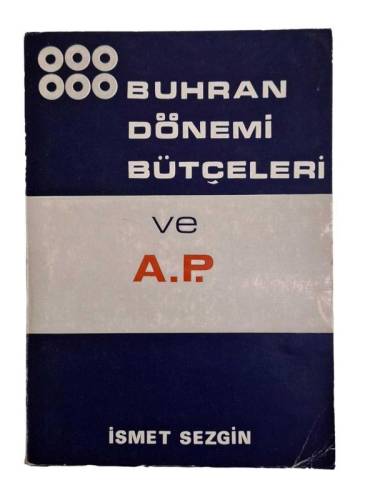 BUHRAN
DÖNEMİ
BÜTÇELERİ
ve
A.P.
İSMET SEZGİN